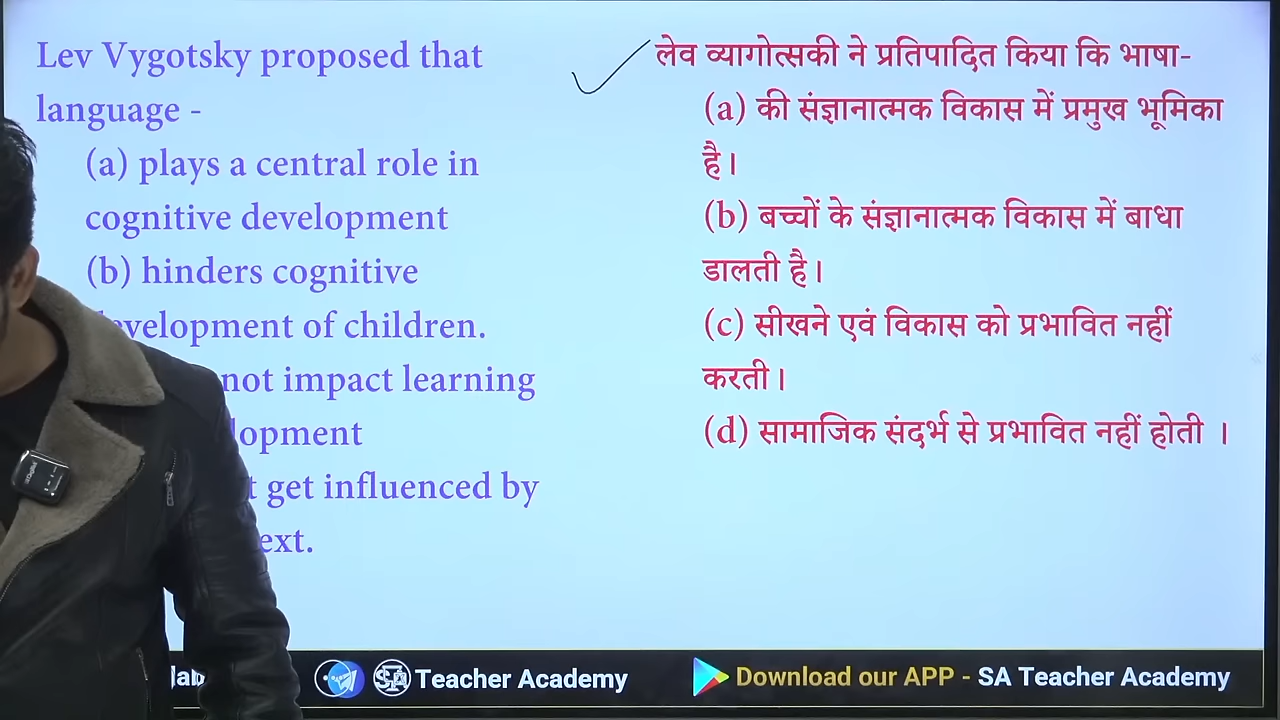 Lev Vygotsky proposed that
language -
(a) plays a central role in
cognitive development
(b) hinders cognitive
development of children.
not impact learning
get influenced by
लेव व्यागोत्सकी ने प्रतिपादित किया कि भाषा-
(a) की संज्ञानात्मक विकास में प्रमुख भूमिका
है।
(b) बच्चों के संज्ञानात्मक विकास में बाधा
डालती है।
(c) सीखने एवं विकास को प्रभावित नहीं
करती।
(d) सामाजिक संदर्भ से प्रभावित नहीं होती ।
Teacher Academy
Download our APP - SA Teacher Academy